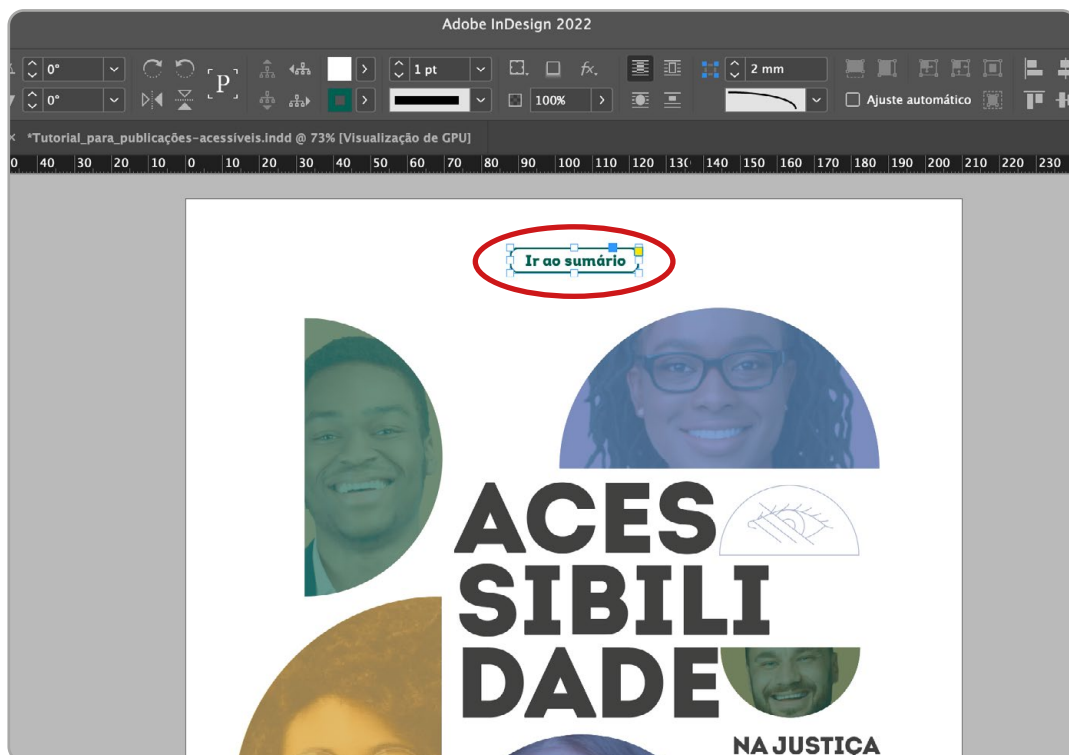 Adobe InDesign 2022
0° 1 pt 2 mm
P
0° 100% Ajuste automático
× *Tutorial_para_publicações-acessíveis.indd @ 73% [Visualização de GPU]
0 40 30 20 10 0 10 20 30 40 50 60 70 80 90 100 110 120 130 140 150 160 170 180 190 200 210 220 230
Ir ao sumário
ACES
SIBILI
DADE
NA JUSTIÇA